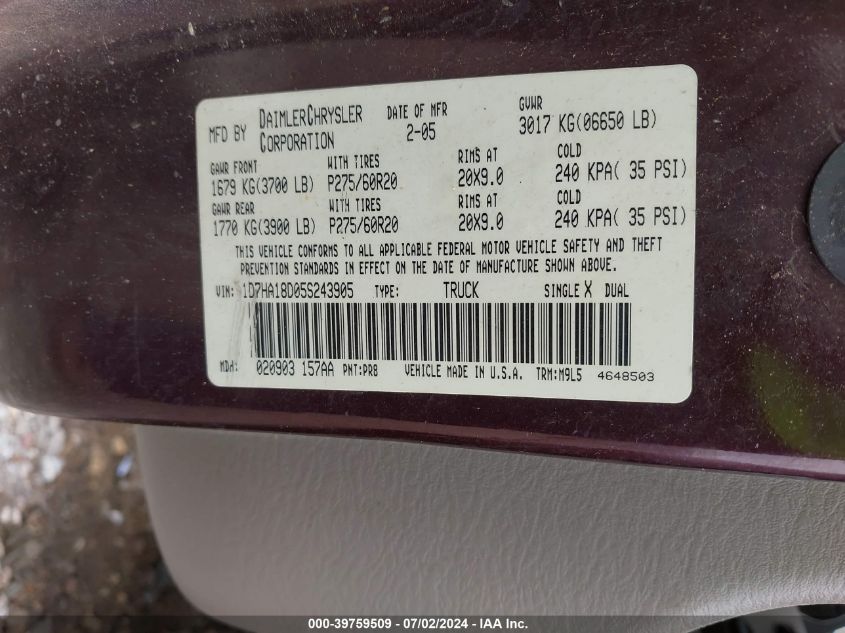 MFD BY DAIMLERCHRYSLER CORPORATION DATE OF MFR 2-05 GVWR 3017 KG(06650 LB)
GAWR FRONT WITH TIRES RIMS AT COLD
1679 KG(3700 LB) P275/60R20 20X9.0 240 KPA( 35 PSI)
GAWR REAR WITH TIRES RIMS AT COLD
1770 KG(3900 LB) P275/60R20 20X9.0 240 KPA( 35 PSI)
THIS VEHICLE CONFORMS TO ALL APPLICABLE FEDERAL MOTOR VEHICLE SAFETY AND THEFT
PREVENTION STANDARDS IN EFFECT ON THE DATE OF MANUFACTURE SHOWN ABOVE.
VIN: 1D7HA18D05S243905 TYPE: TRUCK SINGLE X DUAL
MDH: 020903 157AA PNT:PR8 VEHICLE MADE IN U.S.A. TRM:M9L5 4648503
000-39759509 - 07/02/2024 - IAA Inc.